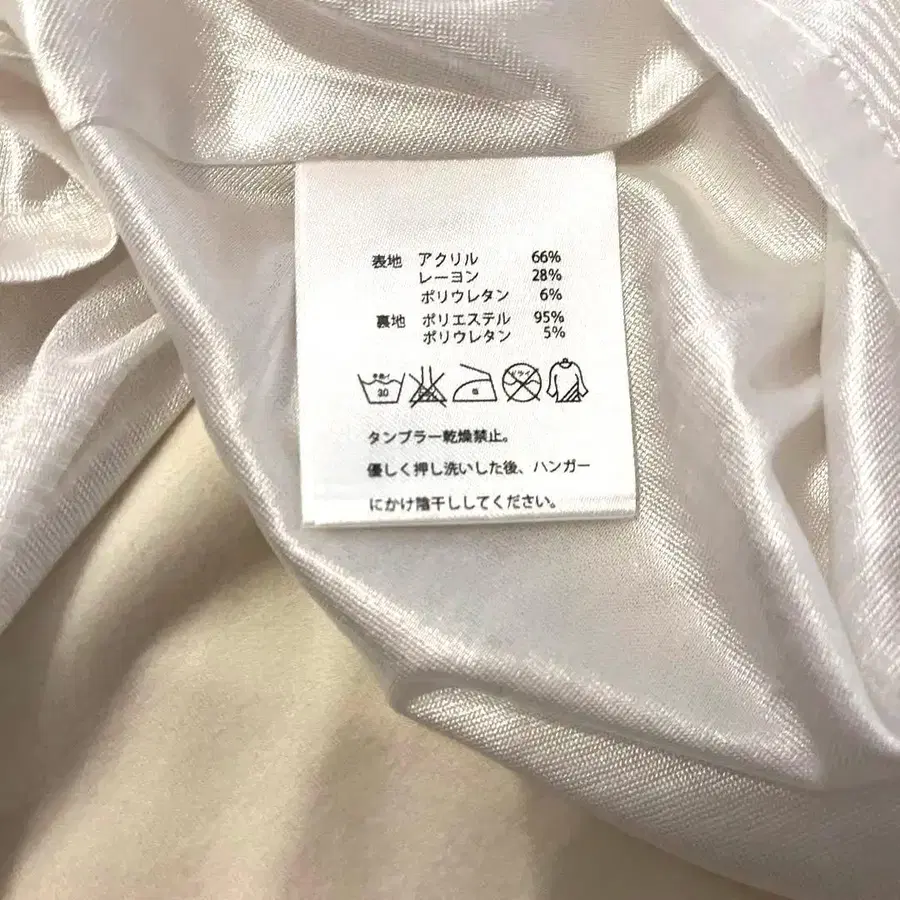 表地 アクリル 66%
レーヨン 28%
ポリウレタン 6%
裏地 ポリエステル 95%
ポリウレタン 5%
30 ドライ
タンブラー乾燥禁止。
優しく押し洗いした後、ハンガー
にかけ陰干ししてください。